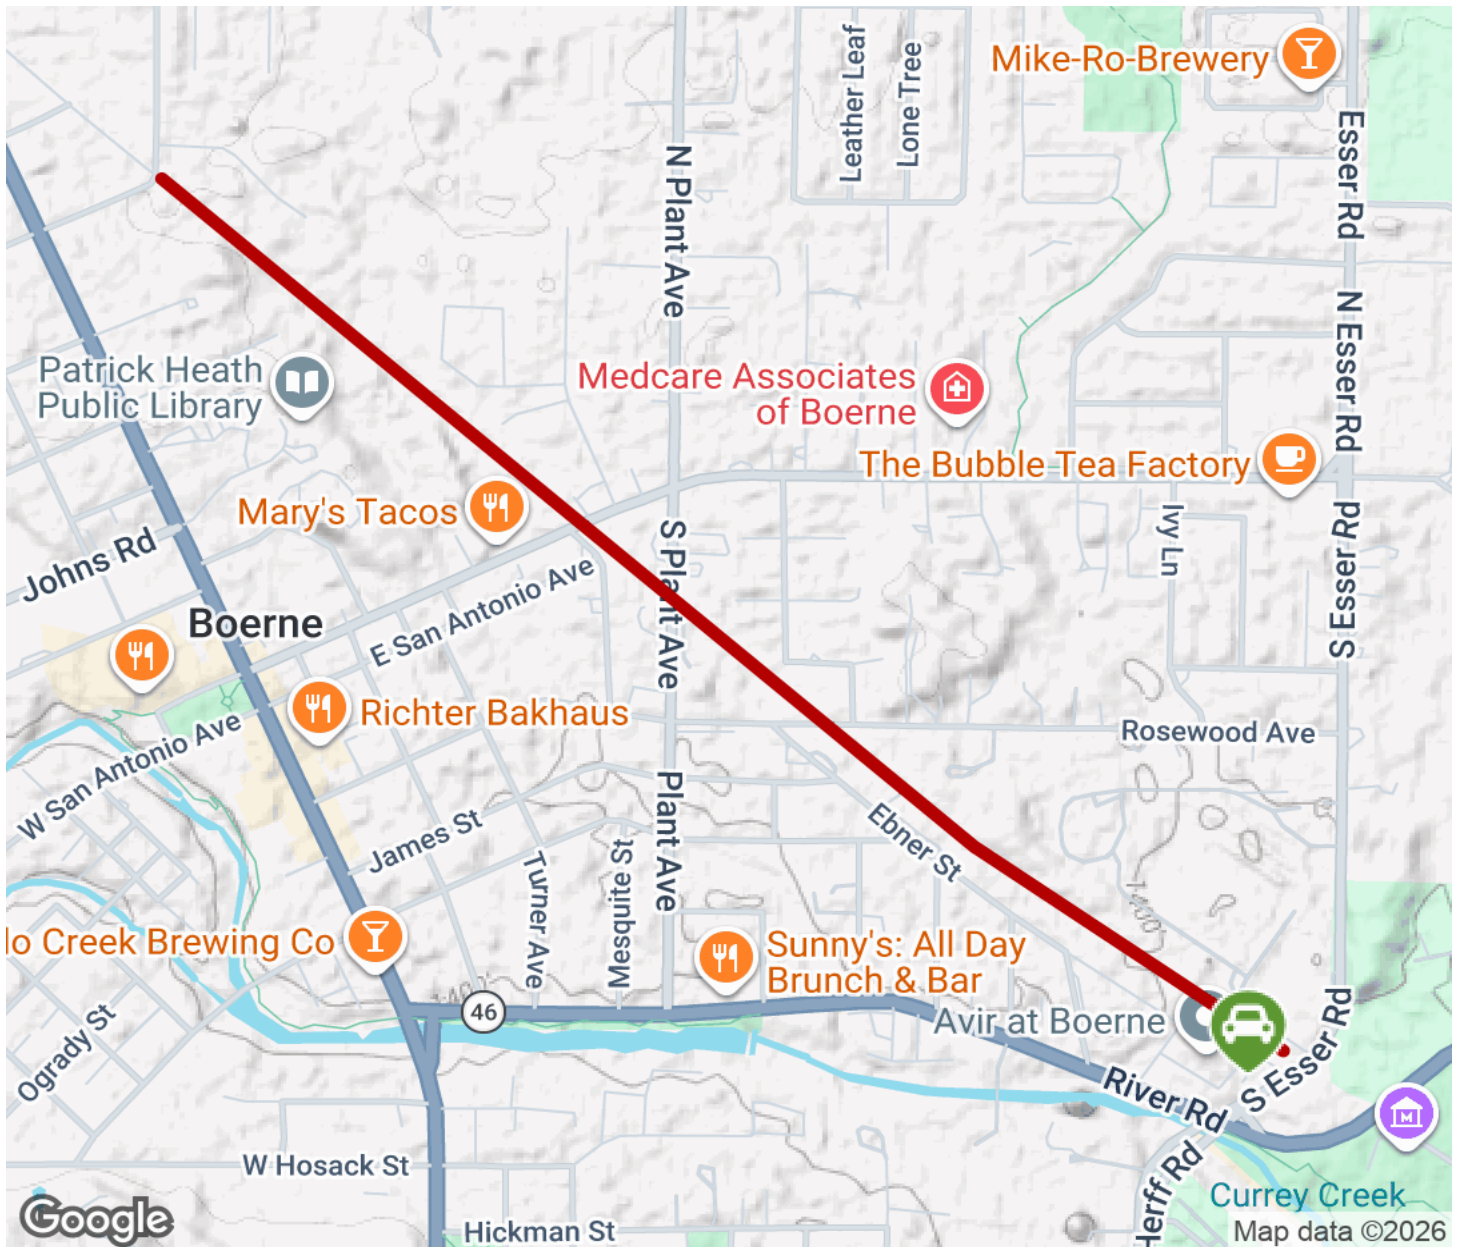 Mike-Ro-Brewery
Leather Leaf
Lone Tree
Esser Rd
N Plant Ave
N Esser Rd
Patrick Heath
Public Library
Medcare Associates
of Boerne
The Bubble Tea Factory
Mary's Tacos
Ivy Ln
S Esser Rd
S Plant Ave
Johns Rd
E San Antonio Ave
Boerne
Richter Bakhaus
W San Antonio Ave
Rosewood Ave
Plant Ave
James St
Ebner St
Turner Ave
Mesquite St
1400
lo Creek Brewing Co
Sunny's: All Day
Brunch & Bar
1400
46
Avir at Boerne
S Esser Rd
Ogrady St
River Rd
M
W Hosack St
Herff Rd
Currey Creek
Google
Hickman St
Map data ©2026